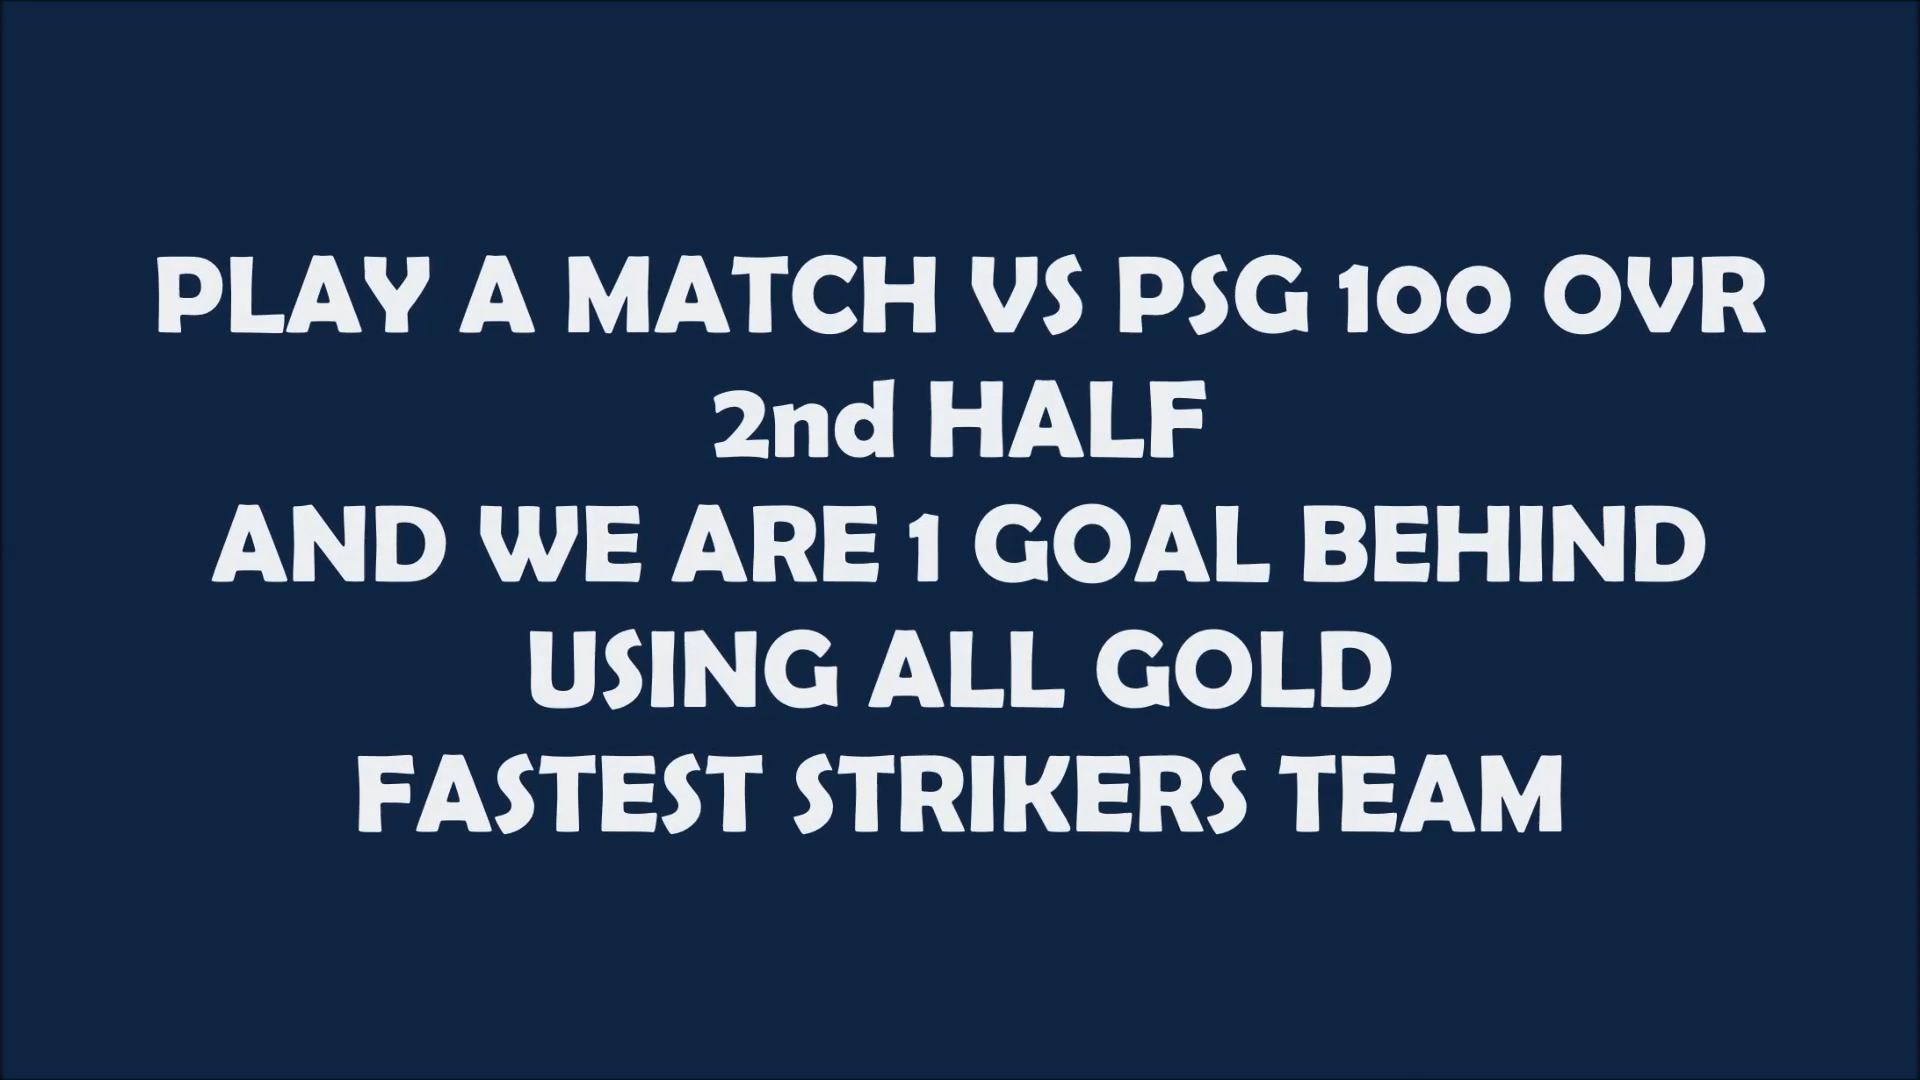 PLAY A MATCH VS PSG 100 OVR
2nd HALF
AND WE ARE 1 GOAL BEHIND
USING ALL GOLD
FASTEST STRIKERS TEAM